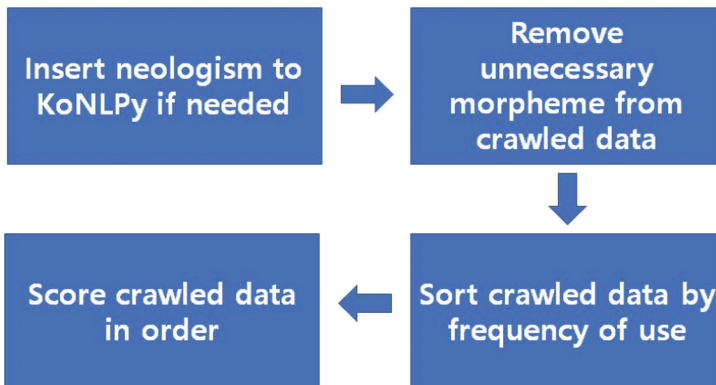 Insert neologism to
KoNLPy if needed
Remove
unnecessary
morpheme from
crawled data
Sort crawled data by
frequency of use
Score crawled data
in order